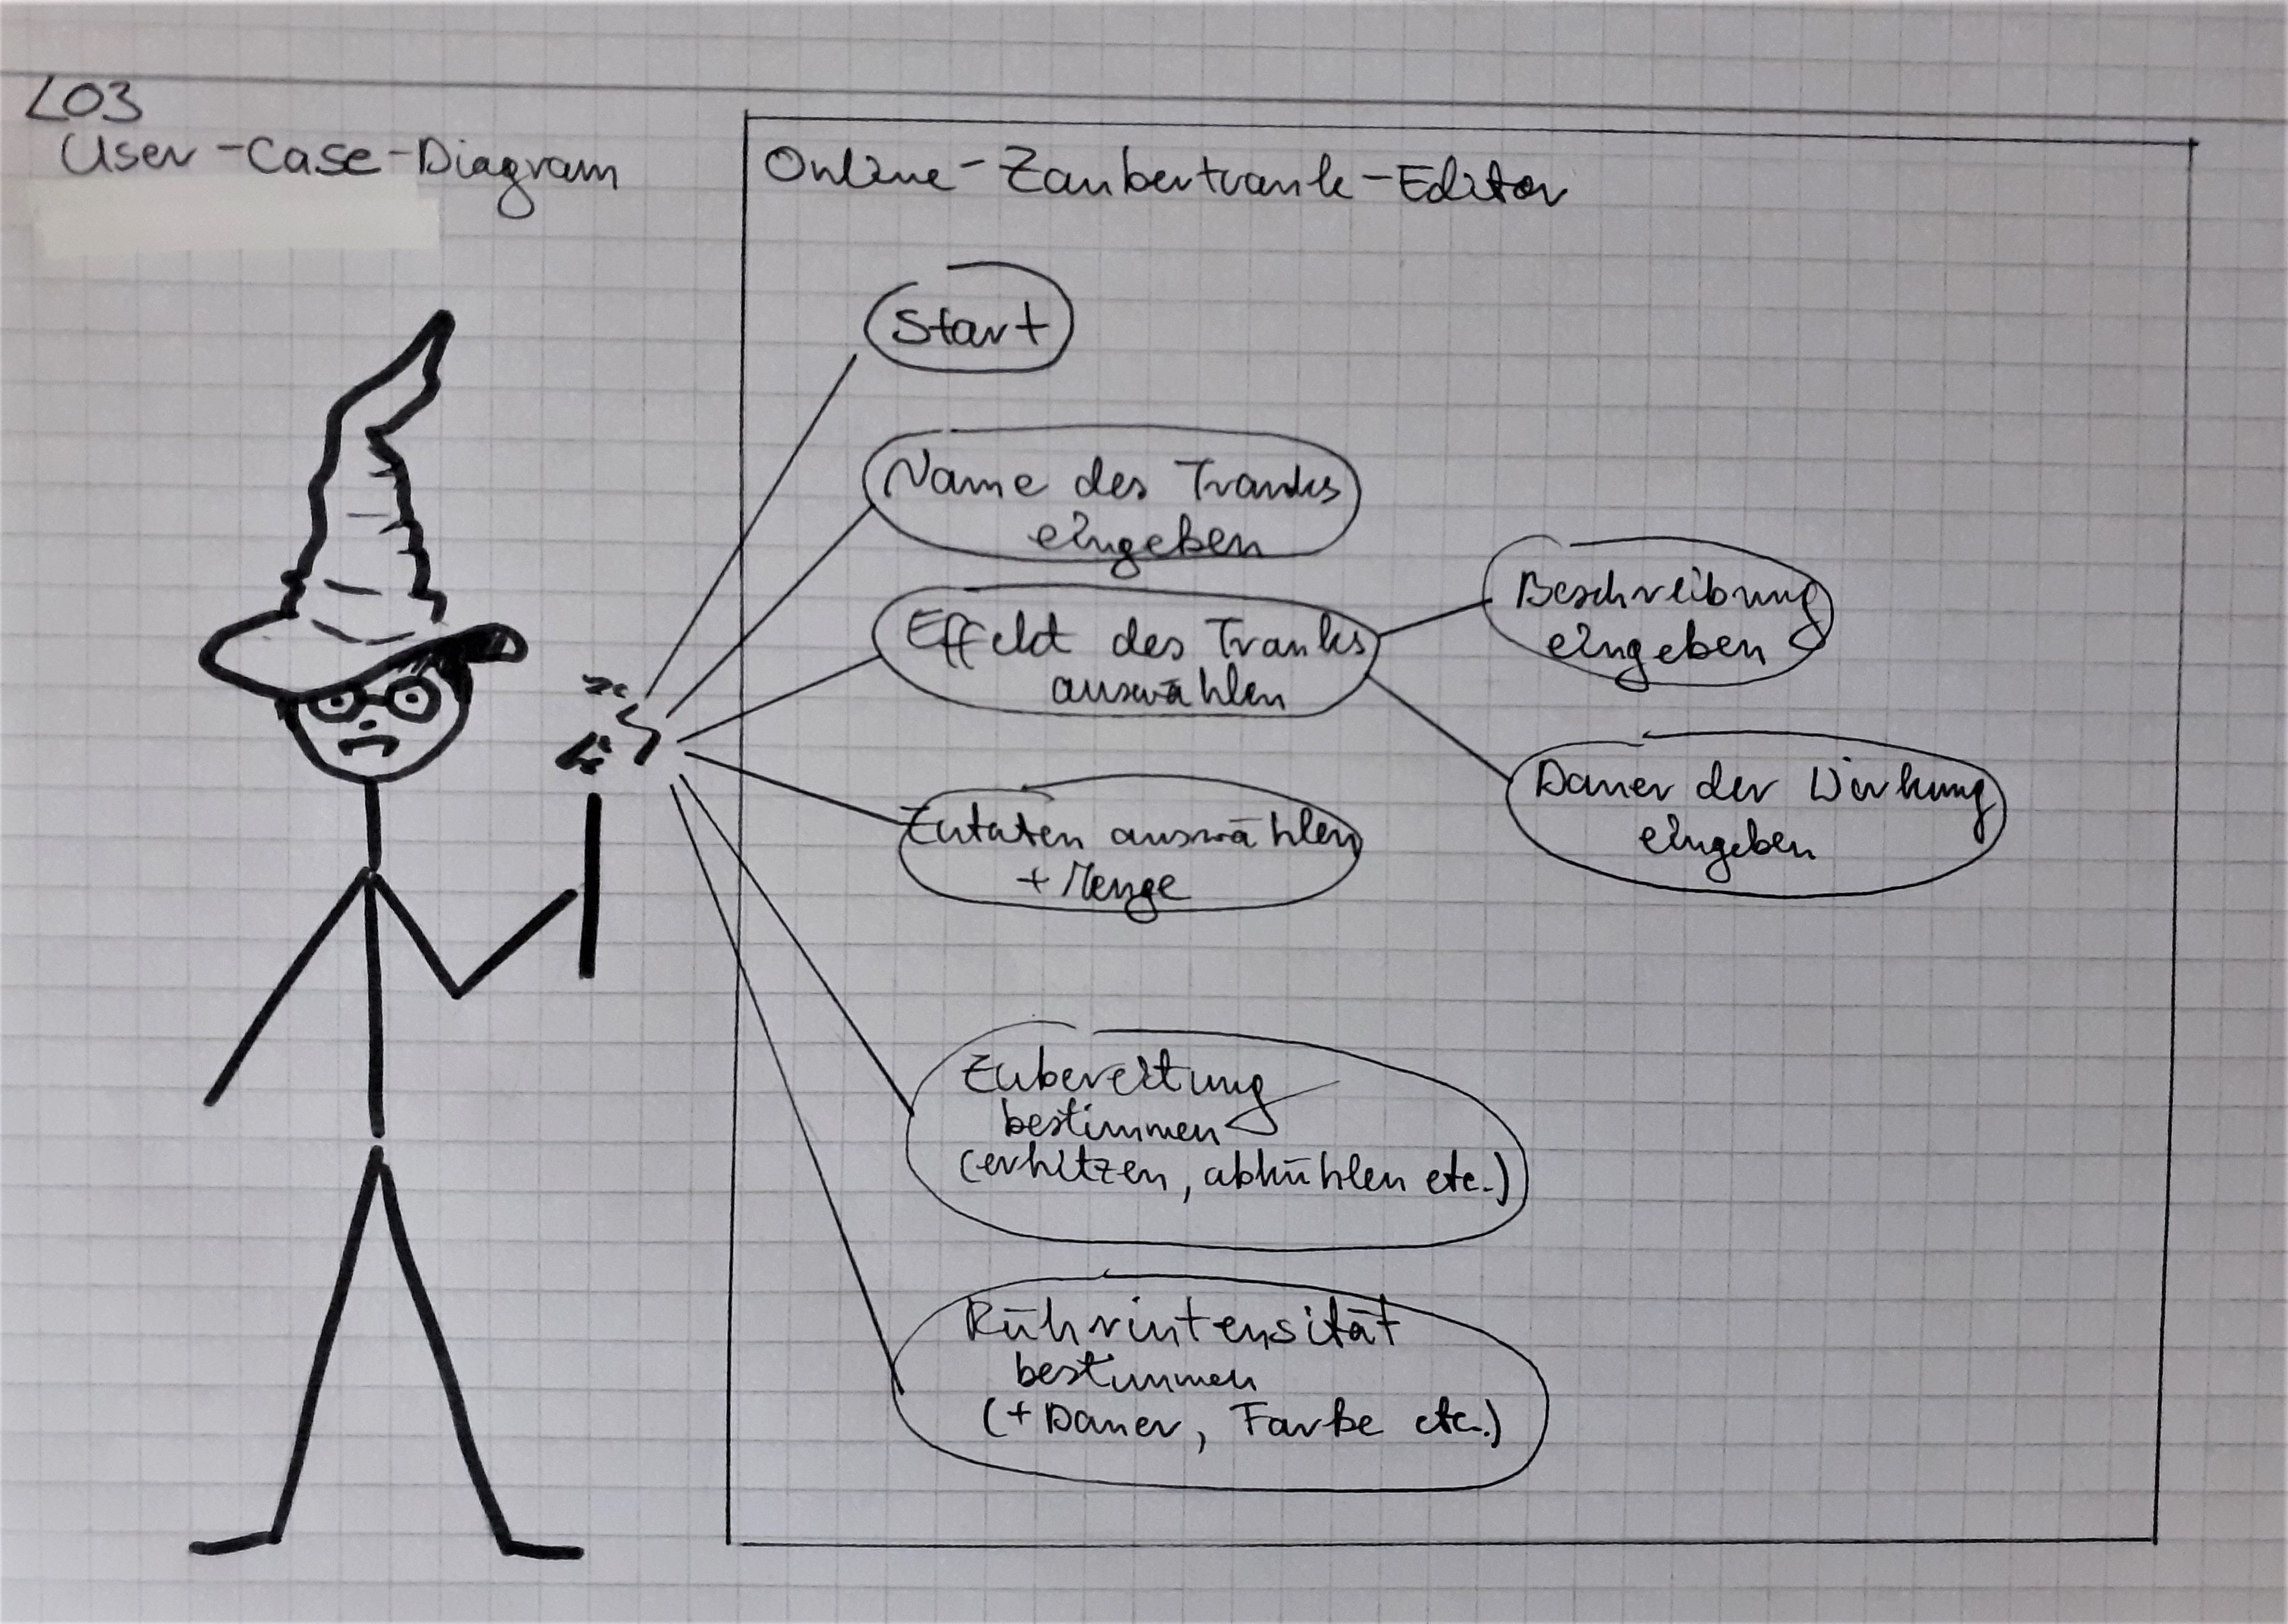 L03
User-Case-Diagram
Online-Zaubertrank-Editor
Start
Name des Tranks
eingeben
Effekt des Tranks
auswählen
Beschreibung
eingeben
Dauer der Wirkung
eingeben
Zutaten auswählen
+ Menge
Zubereitung
bestimmen
(erhitzen, abkühlen etc.)
Rührintensität
bestimmen
(+ Dauer, Farbe etc.)